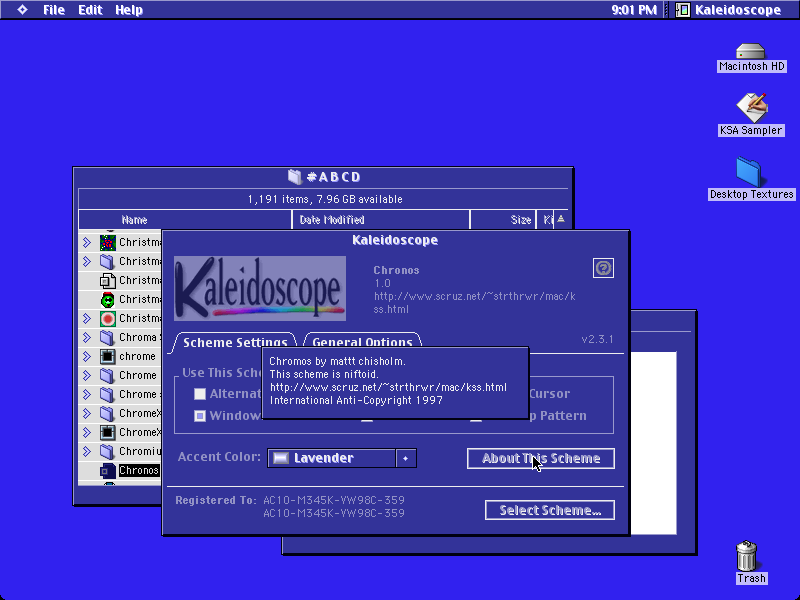 File Edit Help
9:01 PM
Kaleidoscope
Macintosh HD
KSA Sampler
Desktop Textures
#ABCD
1,191 items, 7.96 GB available
Name
Date Modified
Size
Ki
Christma
Christma
Christma
Christma
Christma
Chroma S
chrome
Chrome
Chrome
ChromeX
ChromeX
Chromiu
Chronos
Kaleidoscope
Kaleidoscope
Chronos
1.0
http://www.scruz.net/~strthrwr/mac/k
ss.html
v2.3.1
Scheme Settings
General Options
Chromos by mattt chisholm.
This scheme is niftoid.
http://www.scruz.net/~strthrwr/mac/kss.html
International Anti-Copyright 1997
Use This Sche
Alternat
Cursor
Window
p Pattern
Accent Color:
Lavender
About This Scheme
Registered To: AC10-M345K-VW98C-359
AC10-M345K-VW98C-359
Select Scheme...
Trash